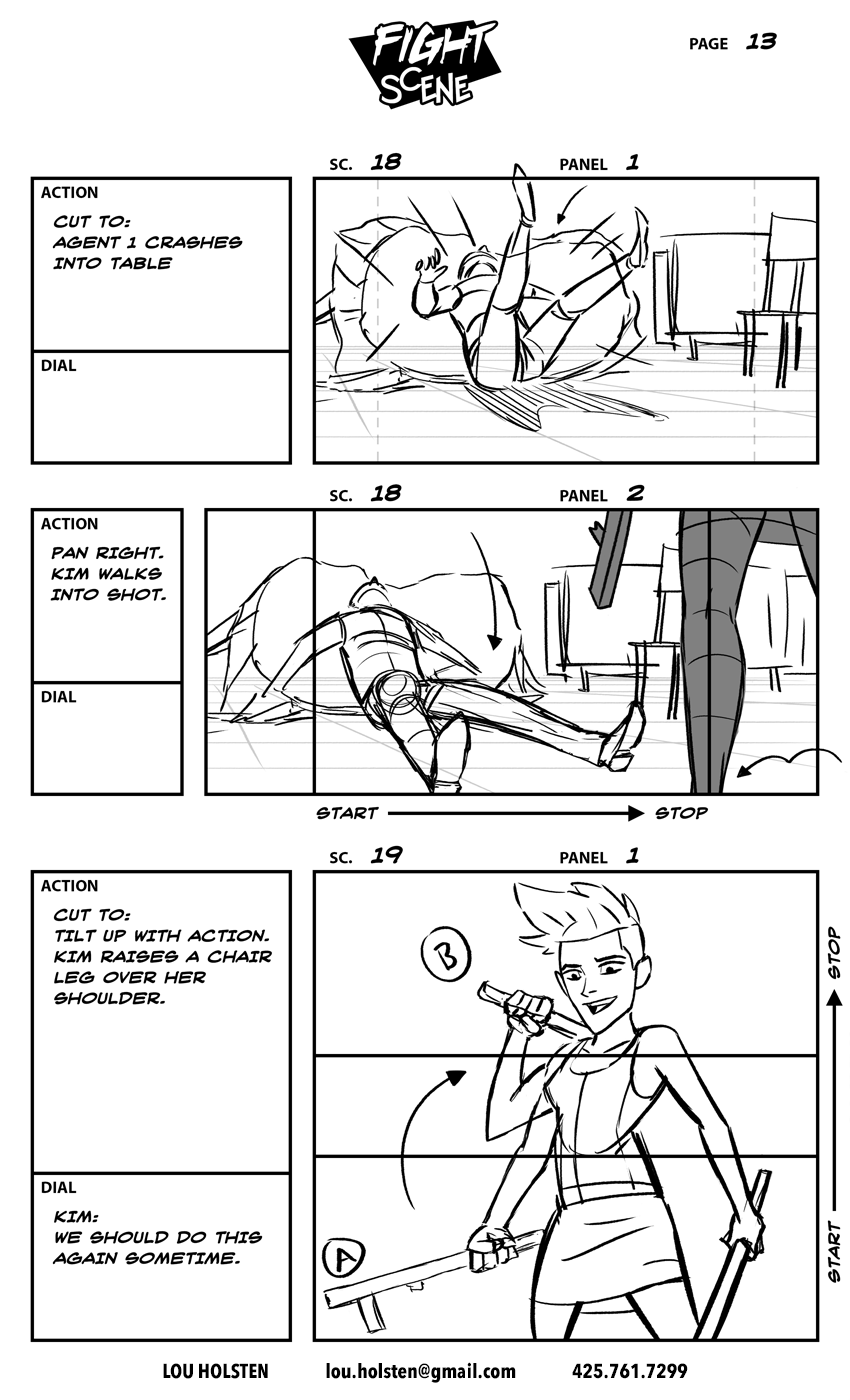 FIGHT
SCENE
PAGE 13
SC. 18 PANEL 1
ACTION
CUT TO:
AGENT 1 CRASHES
INTO TABLE
DIAL
SC. 18 PANEL 2
ACTION
PAN RIGHT.
KIM WALKS
INTO SHOT.
DIAL
START STOP
SC. 19 PANEL 1
ACTION
CUT TO:
TILT UP WITH ACTION.
KIM RAISES A CHAIR
LEG OVER HER
SHOULDER.
B
STOP
START
DIAL
KIM:
WE SHOULD DO THIS
AGAIN SOMETIME.
A
LOU HOLSTEN lou.holsten@gmail.com 425.761.7299